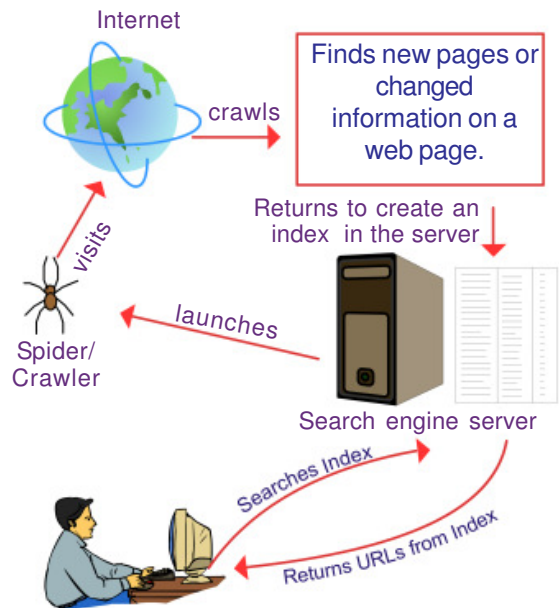 Internet
crawls
Finds new pages or
changed
information on a
web page.
Returns to create an
index in the server
visits
launches
Spider/
Crawler
Search engine server
Searches Index
Returns URLs from Index